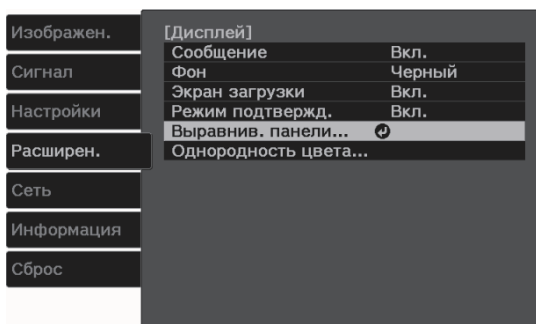 Изображен.
Сигнал
Настройки
Расширен.
Сеть
Информация
Сброс
[Дисплей]
Сообщение Вкл.
Фон Черный
Экран загрузки Вкл.
Режим подтвержд. Вкл.
Выравнив. панели...
Однородность цвета...